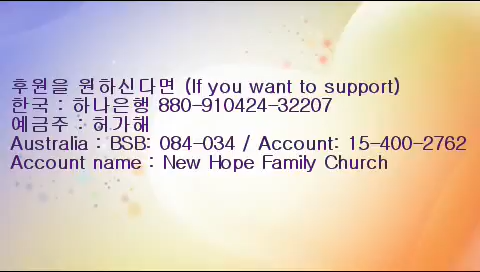 후원을 원하신다면 (If you want to support)
한국 : 하나은행 880-910424-32207
예금주 : 허가해
Australia : BSB: 084-034 / Account: 15-400-2762
Account name : New Hope Family Church